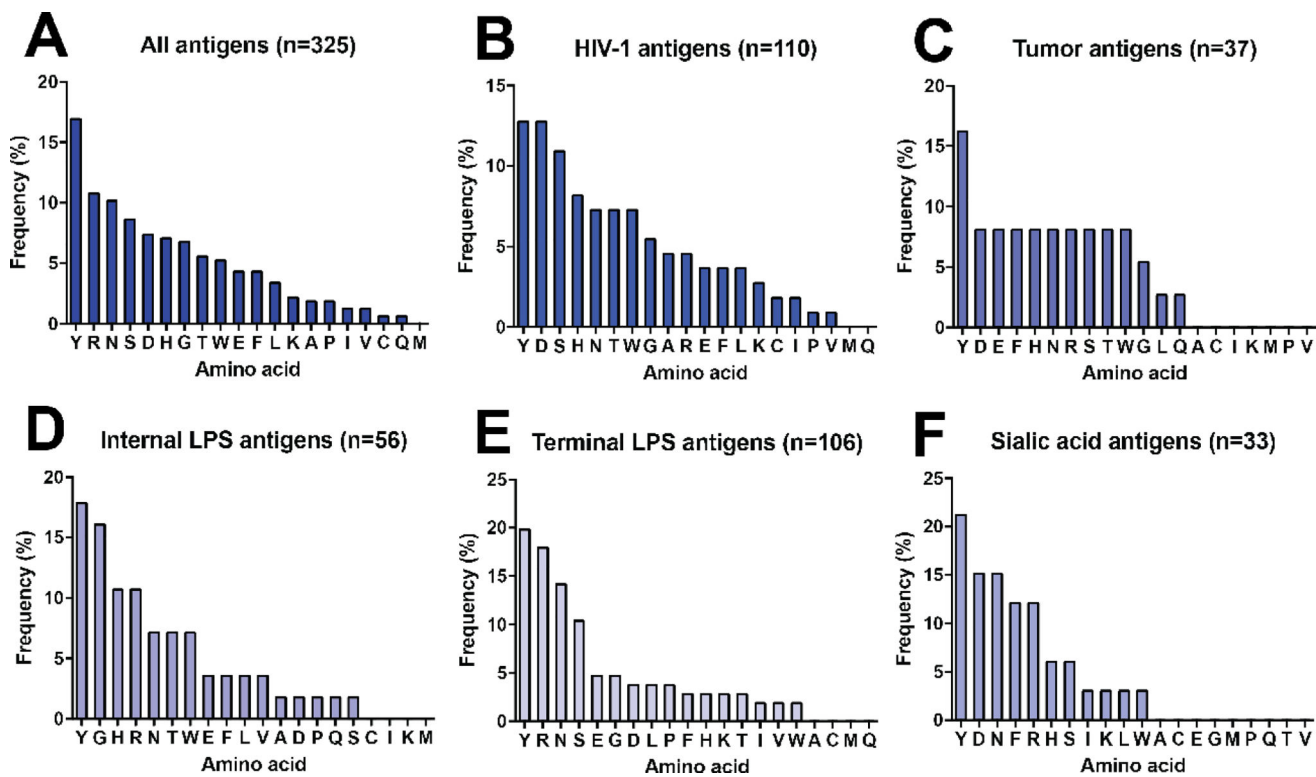 A
All antigens (n=325)
Frequency (%)
20
15
10
5
0
Y R N S D H G T W E F L K A P I V C Q M
Amino acid
B
HIV-1 antigens (n=110)
Frequency (%)
15
10
5
0
Y D S H N T W G A R E F L K C I P V M Q
Amino acid
C
Tumor antigens (n=37)
Frequency (%)
20
15
10
5
0
Y D E F H N R S T W G L Q A C I K M P V
Amino acid
D
Internal LPS antigens (n=56)
Frequency (%)
20
15
10
5
0
Y G H R N T W E F L V A D P Q S C I K M
Amino acid
E
Terminal LPS antigens (n=106)
Frequency (%)
25
20
15
10
5
0
Y R N S E G D L P F H K T I V W A C M Q
Amino acid
F
Sialic acid antigens (n=33)
Frequency (%)
25
20
15
10
5
0
Y D N F R H S I K L W A C E G M P Q T V
Amino acid